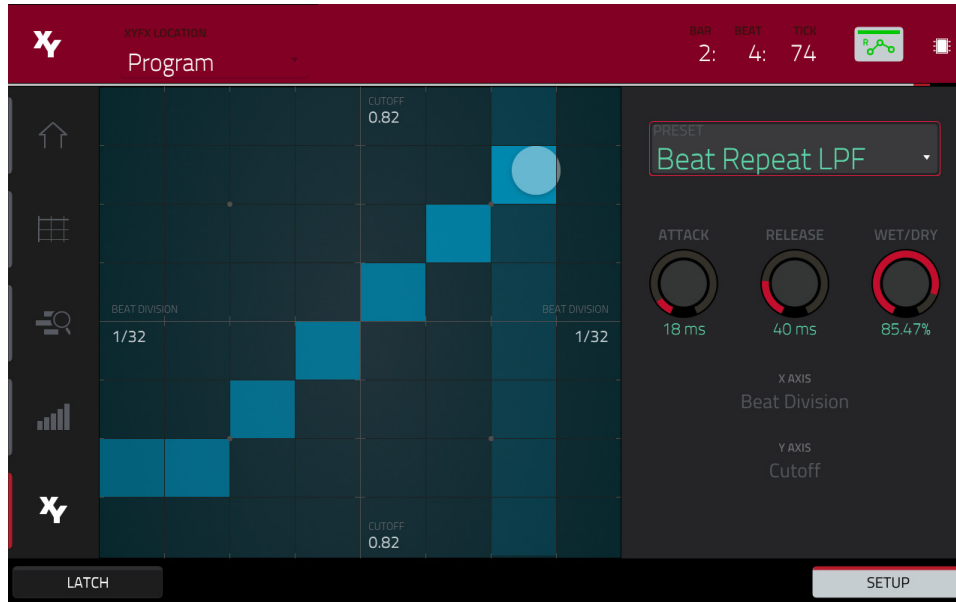 XY
XYFX LOCATION
Program
BAR BEAT TICK
2: 4: 74
R
CUTOFF
0.82
PRESET
Beat Repeat LPF
ATTACK RELEASE WET/DRY
18 ms 40 ms 85.47%
BEAT DIVISION BEAT DIVISION
1/32 1/32
X AXIS
Beat Division
Y AXIS
Cutoff
XY
CUTOFF
0.82
LATCH SETUP